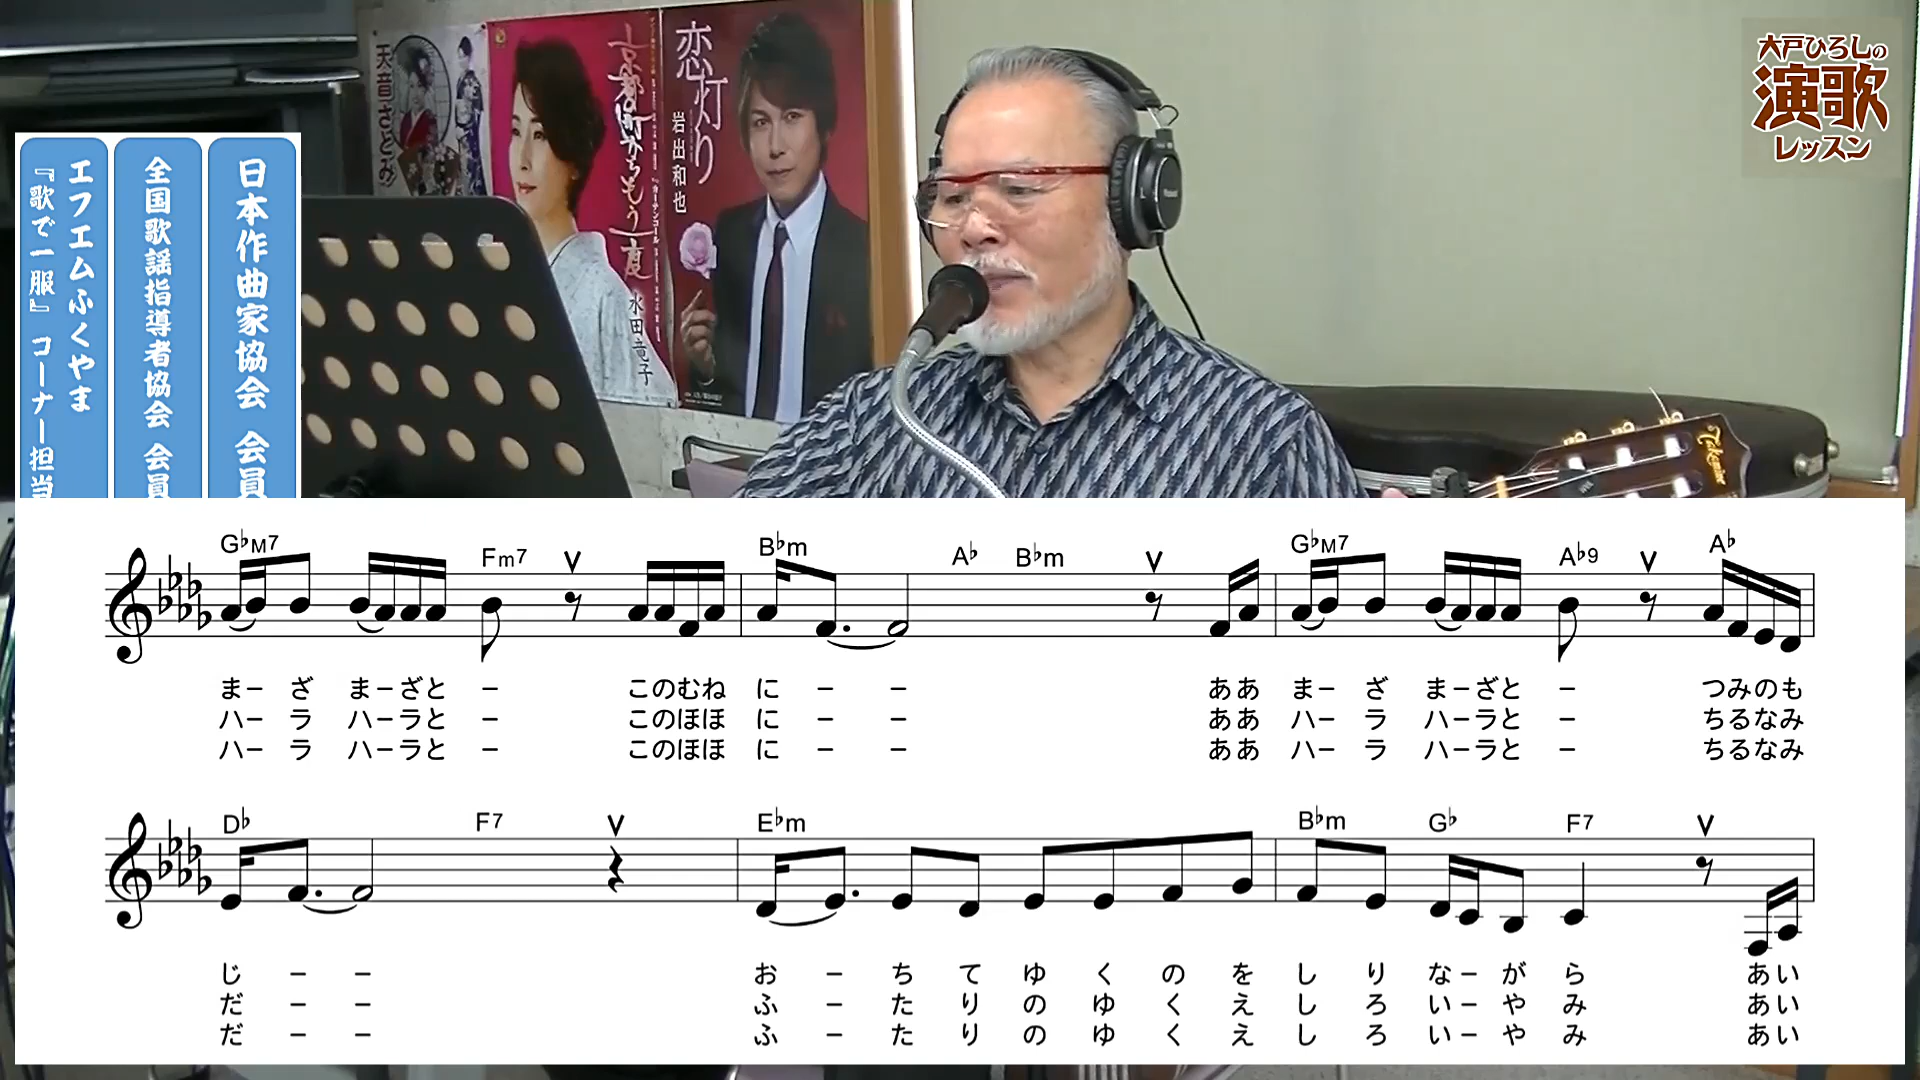 大戸ひろしの
演歌
レッスン
日本作曲家協会 会員
全国歌謡指導者協会 会員
エフエムふくやま
『歌で一服』 コーナー担当
天音さとみ
京都町からもう一度
水田竜子
恋灯り
岩出和也
Takamine
G♭M7 Fm7 V B♭m A♭ B♭m V G♭M7 A♭9 V A♭
まー ざ まーざと ー このむね に ー ー ああ まー ざ まーざと ー つみのも
ハー ラ ハーラと ー このほほ に ー ー ああ ハー ラ ハーラと ー ちるなみ
ハー ラ ハーラと ー このほほ に ー ー ああ ハー ラ ハーラと ー ちるなみ
D♭ F7 V E♭m B♭m G♭ F7 V
じ ー ー お ー ち て ゆ く の を し り なー が ら あい
だ ー ー ふ ー た り の ゆ く え し ろ いー や み あい
だ ー ー ふ ー た り の ゆ く え し ろ いー や み あい